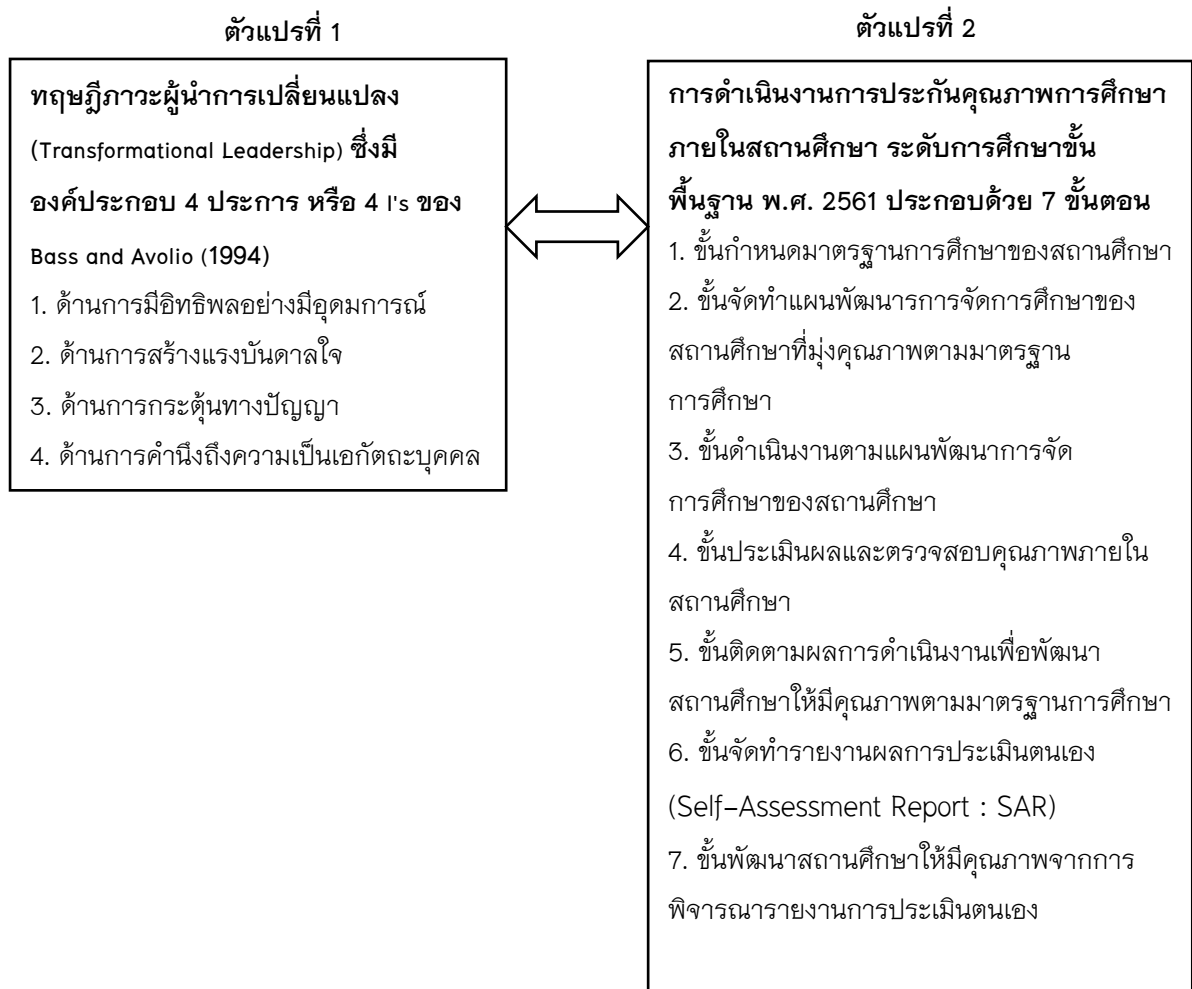 ตัวแปรที่ 1
ทฤษฎีภาวะผู้นำการเปลี่ยนแปลง
(Transformational Leadership) ซึ่งมี
องค์ประกอบ 4 ประการ หรือ 4 I's ของ
Bass and Avolio (1994)
1. ด้านการมีอิทธิพลอย่างมีอุดมการณ์
2. ด้านการสร้างแรงบันดาลใจ
3. ด้านการกระตุ้นทางปัญญา
4. ด้านการคำนึงถึงความเป็นเอกัตถะบุคคล
ตัวแปรที่ 2
การดำเนินงานการประกันคุณภาพการศึกษา
ภายในสถานศึกษา ระดับการศึกษาขั้น
พื้นฐาน พ.ศ. 2561 ประกอบด้วย 7 ขั้นตอน
1. ขั้นกำหนดมาตรฐานการศึกษาของสถานศึกษา
2. ขั้นจัดทำแผนพัฒนารการจัดการศึกษาของ
สถานศึกษาที่มุ่งคุณภาพตามมาตรฐาน
การศึกษา
3. ขั้นดำเนินงานตามแผนพัฒนาการจัด
การศึกษาของสถานศึกษา
4. ขั้นประเมินผลและตรวจสอบคุณภาพภายใน
สถานศึกษา
5. ขั้นติดตามผลการดำเนินงานเพื่อพัฒนา
สถานศึกษาให้มีคุณภาพตามมาตรฐานการศึกษา
6. ขั้นจัดทำรายงานผลการประเมินตนเอง
(Self-Assessment Report : SAR)
7. ขั้นพัฒนาสถานศึกษาให้มีคุณภาพจากการ
พิจารณารายงานการประเมินตนเอง